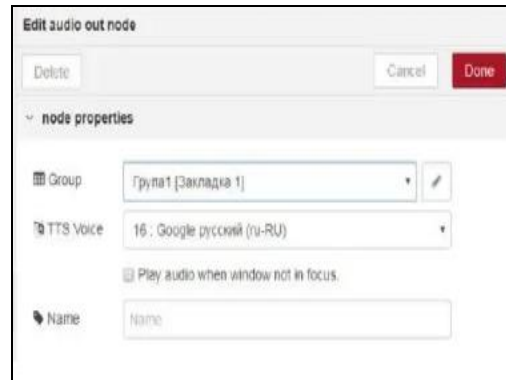 Edit audio out node
Delete Cancel Done
node properties
Group Група1 [Закладка 1]
TTS Voice 16 : Google русский (ru-RU)
Play audio when window not in focus.
Name Name